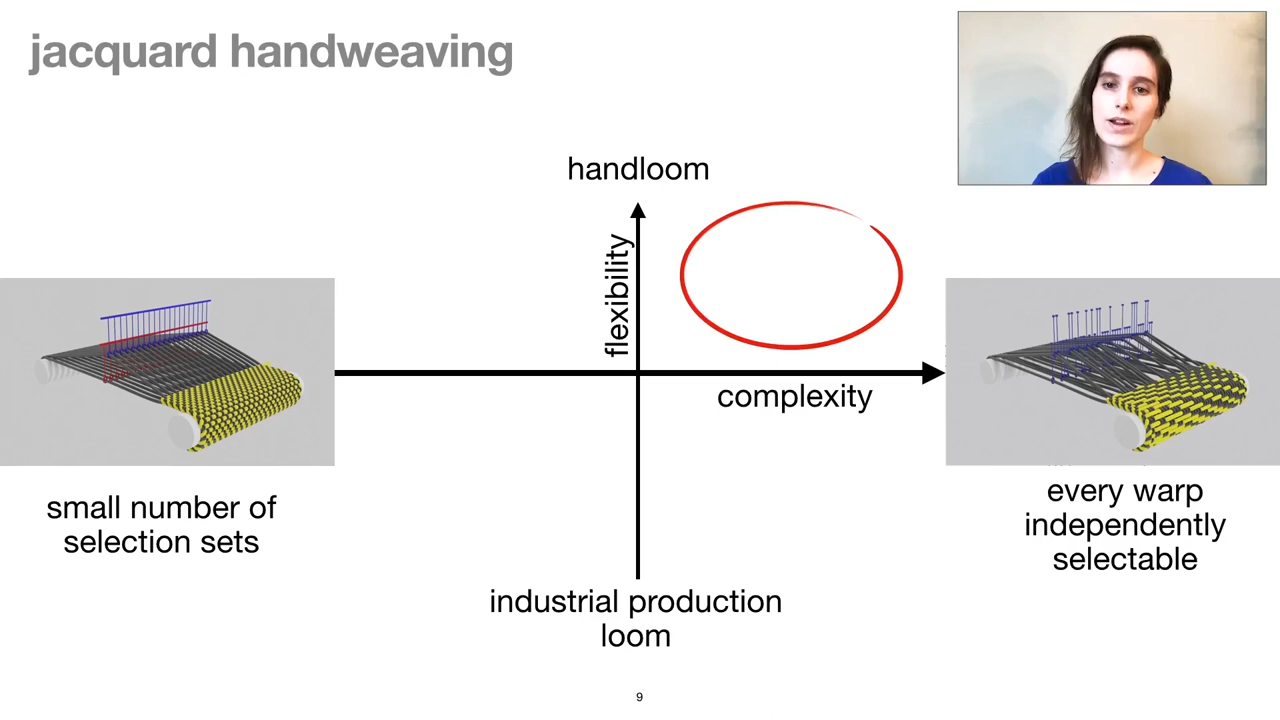 jacquard handweaving
handloom
flexibility
complexity
small number of
selection sets
every warp
independently
selectable
industrial production
loom
9